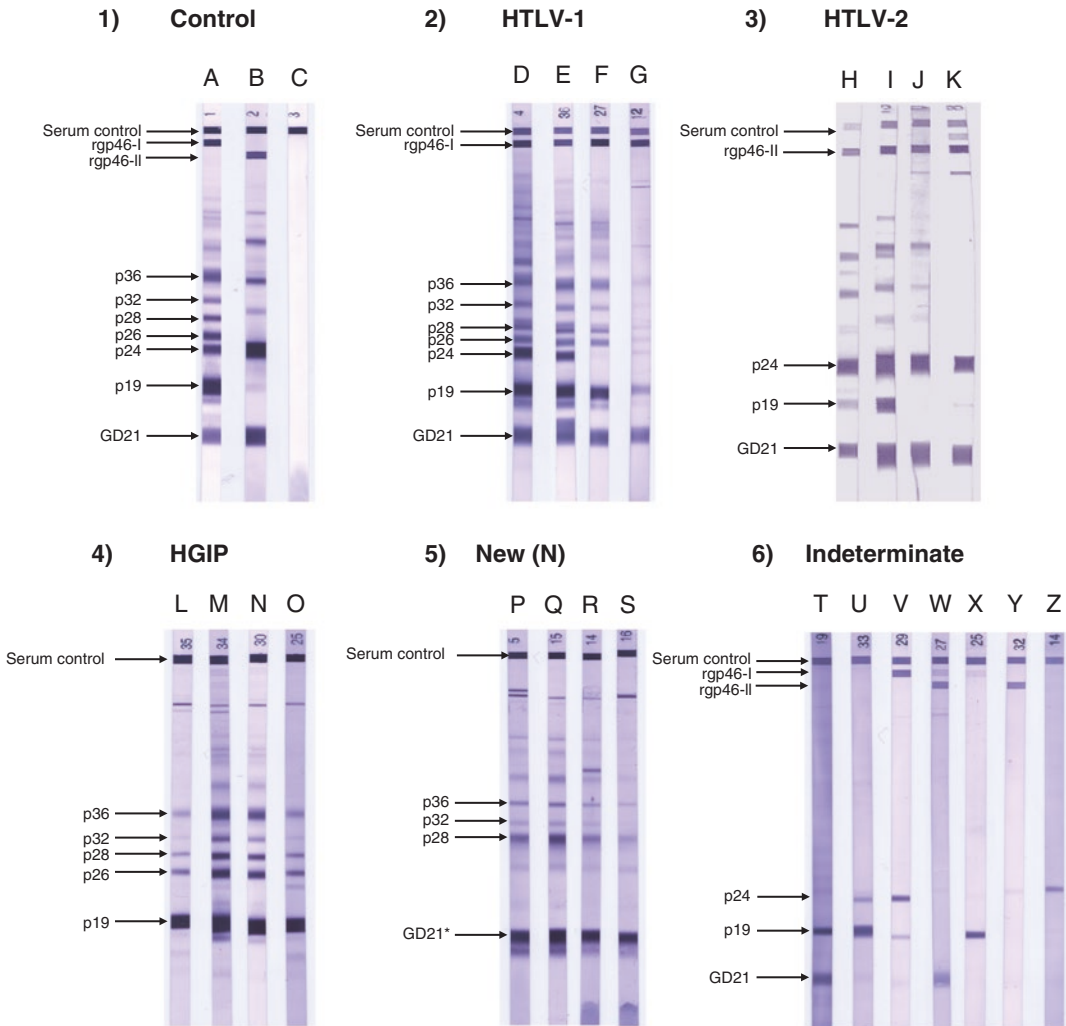 1) Control
A B C
1 2 3
Serum control
rgp46-I
rgp46-II
p36
p32
p28
p26
p24
p19
GD21
2) HTLV-1
D E F G
4 36 27 12
Serum control
rgp46-I
p36
p32
p28
p26
p24
p19
GD21
3) HTLV-2
H I J K
Serum control
rgp46-II
p24
p19
GD21
4) HGIP
L M N O
35 34 30 26
Serum control
p36
p32
p28
p26
p19
5) New (N)
P Q R S
5 15 14 16
Serum control
p36
p32
p28
GD21*
6) Indeterminate
T U V W X Y Z
19 33 29 27 25 32 14
Serum control
rgp46-I
rgp46-II
p24
p19
GD21